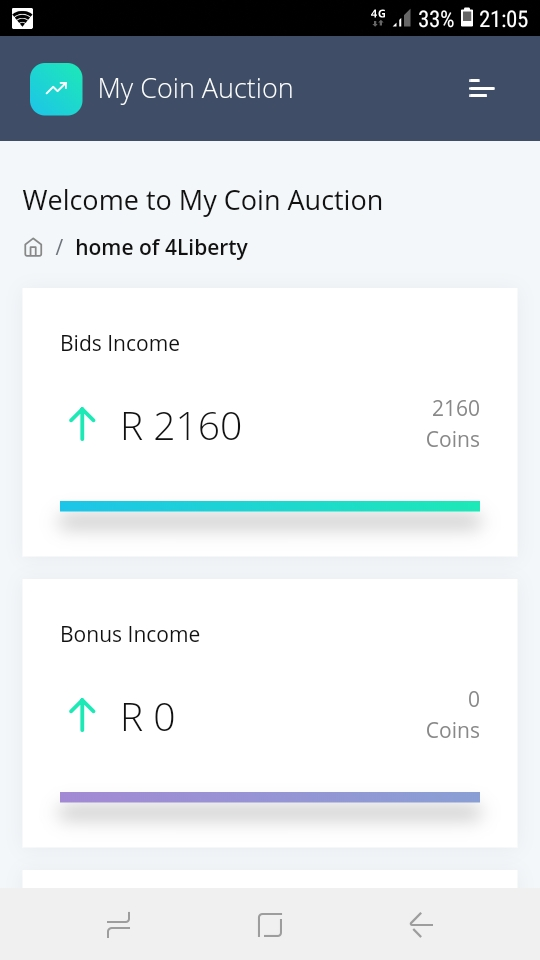 4G 33% 21:05
My Coin Auction
Welcome to My Coin Auction
/ home of 4Liberty
Bids Income
R 2160
2160
Coins
Bonus Income
R 0
0
Coins